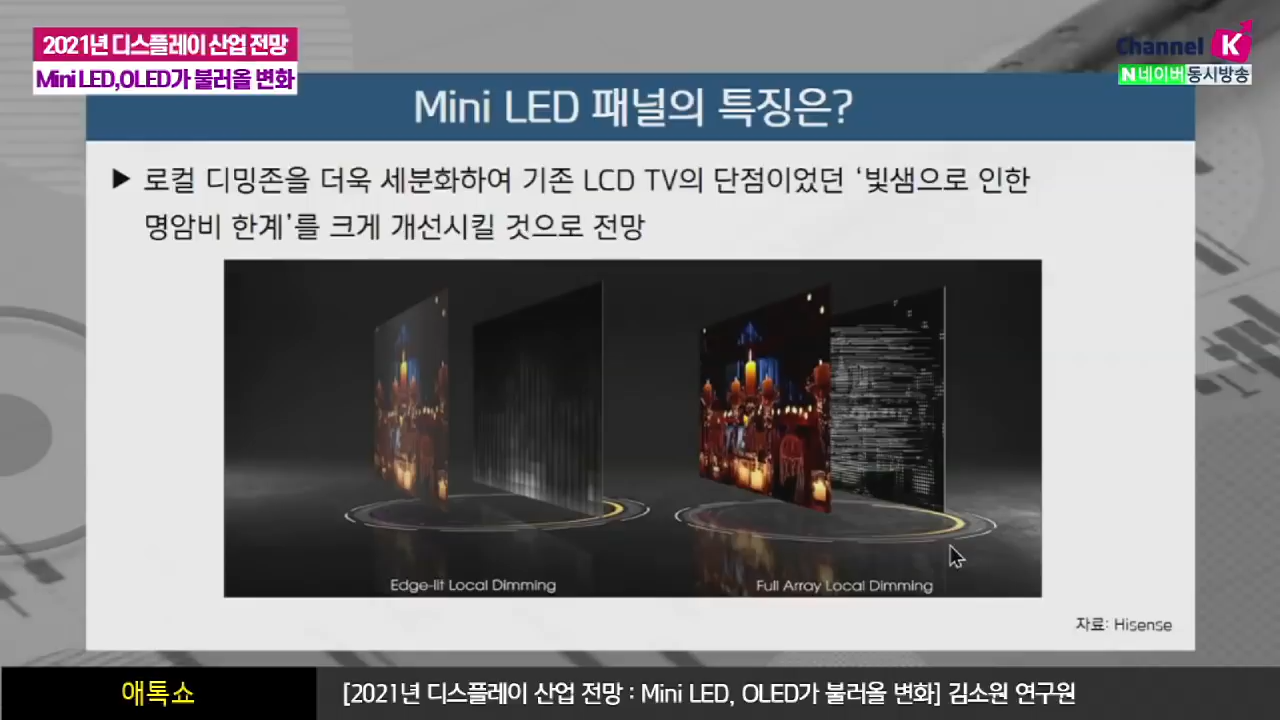 2021년 디스플레이 산업 전망
Mini LED,OLED가 불러올 변화
Channel K
N 네이버 동시방송
Mini LED 패널의 특징은?
▶ 로컬 디밍존을 더욱 세분화하여 기존 LCD TV의 단점이었던 ‘빛샘으로 인한
명암비 한계’를 크게 개선시킬 것으로 전망
Edge-lit Local Dimming
Full Array Local Dimming
자료: Hisense
애톡쇼
[2021년 디스플레이 산업 전망 : Mini LED, OLED가 불러올 변화] 김소원 연구원